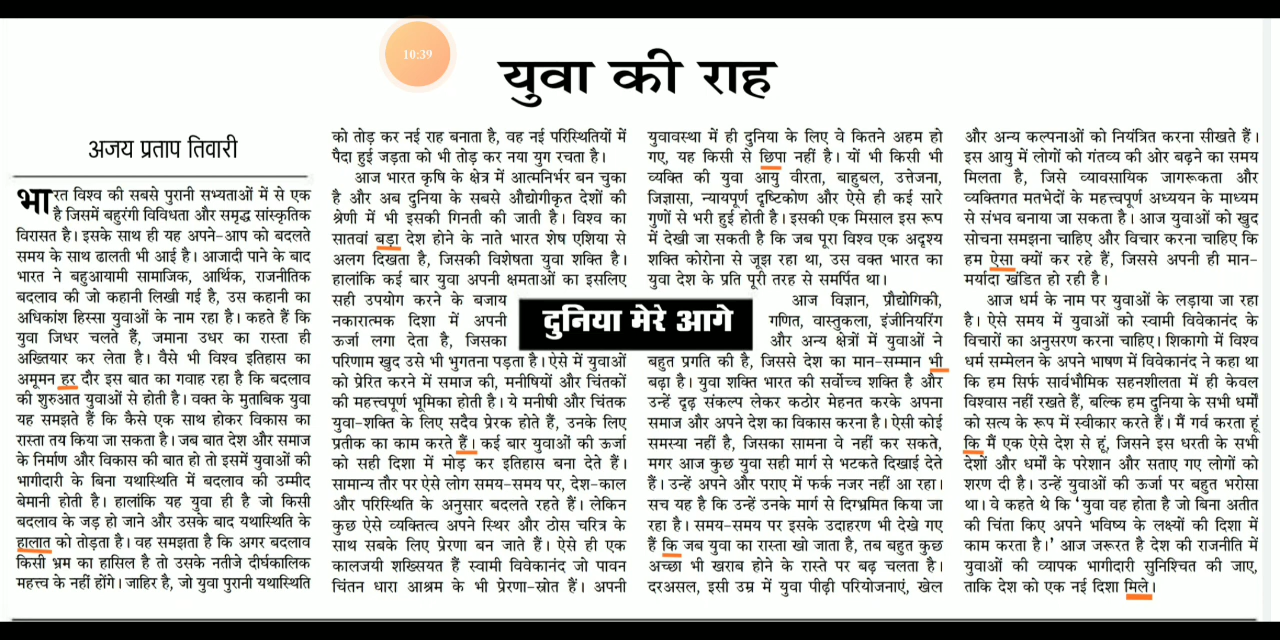 10:39
युवा की राह
अजय प्रताप तिवारी
भारत विश्व की सबसे पुरानी सभ्यताओं में से एक
है जिसमें बहुरंगी विविधता और समृद्ध सांस्कृतिक
विरासत है। इसके साथ ही यह अपने-आप को बदलते
समय के साथ ढालती भी आई है। आजादी पाने के बाद
भारत ने बहुआयामी सामाजिक, आर्थिक, राजनीतिक
बदलाव की जो कहानी लिखी गई है, उस कहानी का
अधिकांश हिस्सा युवाओं के नाम रहा है। कहते हैं कि
युवा जिधर चलते हैं, जमाना उधर का रास्ता ही
अख्तियार कर लेता है। वैसे भी विश्व इतिहास का
अमूमन हर दौर इस बात का गवाह रहा है कि बदलाव
की शुरुआत युवाओं से होती है। वक्त के मुताबिक युवा
यह समझते हैं कि कैसे एक साथ होकर विकास का
रास्ता तय किया जा सकता है। जब बात देश और समाज
के निर्माण और विकास की बात हो तो इसमें युवाओं की
भागीदारी के बिना यथास्थिति में बदलाव की उम्मीद
बेमानी होती है। हालांकि यह युवा ही है जो किसी
बदलाव के जड़ हो जाने और उसके बाद यथास्थिति के
हालात को तोड़ता है। वह समझता है कि अगर बदलाव
किसी भ्रम का हासिल है तो उसके नतीजे दीर्घकालिक
महत्त्व के नहीं होंगे। जाहिर है, जो युवा पुरानी यथास्थिति
को तोड़ कर नई राह बनाता है, वह नई परिस्थितियों में
पैदा हुई जड़ता को भी तोड़ कर नया युग रचता है।
आज भारत कृषि के क्षेत्र में आत्मनिर्भर बन चुका
है और अब दुनिया के सबसे औद्योगीकृत देशों की
श्रेणी में भी इसकी गिनती की जाती है। विश्व का
सातवां बड़ा देश होने के नाते भारत शेष एशिया से
अलग दिखता है, जिसकी विशेषता युवा शक्ति है।
हालांकि कई बार युवा अपनी क्षमताओं का इसलिए
सही उपयोग करने के बजाय
नकारात्मक दिशा में अपनी
ऊर्जा लगा देता है, जिसका
परिणाम खुद उसे भी भुगतना पड़ता है। ऐसे में युवाओं
को प्रेरित करने में समाज की, मनीषियों और चिंतकों
की महत्त्वपूर्ण भूमिका होती है। ये मनीषी और चिंतक
युवा-शक्ति के लिए सदैव प्रेरक होते हैं, उनके लिए
प्रतीक का काम करते हैं। कई बार युवाओं की ऊर्जा
को सही दिशा में मोड़ कर इतिहास बना देते हैं।
सामान्य तौर पर ऐसे लोग समय-समय पर, देश-काल
और परिस्थिति के अनुसार बदलते रहते हैं। लेकिन
कुछ ऐसे व्यक्तित्व अपने स्थिर और ठोस चरित्र के
साथ सबके लिए प्रेरणा बन जाते हैं। ऐसे ही एक
कालजयी शख्सियत हैं स्वामी विवेकानंद जो पावन
चिंतन धारा आश्रम के भी प्रेरणा-स्रोत हैं। अपनी
दुनिया मेरे आगे
युवावस्था में ही दुनिया के लिए वे कितने अहम हो
गए, यह किसी से छिपा नहीं है। यों भी किसी भी
व्यक्ति की युवा आयु वीरता, बाहुबल, उत्तेजना,
जिज्ञासा, न्यायपूर्ण दृष्टिकोण और ऐसे ही कई सारे
गुणों से भरी हुई होती है। इसकी एक मिसाल इस रूप
में देखी जा सकती है कि जब पूरा विश्व एक अदृश्य
शक्ति कोरोना से जूझ रहा था, उस वक्त भारत का
युवा देश के प्रति पूरी तरह से समर्पित था।
आज विज्ञान, प्रौद्योगिकी,
गणित, वास्तुकला, इंजीनियरिंग
और अन्य क्षेत्रों में युवाओं ने
बहुत प्रगति की है, जिससे देश का मान-सम्मान भी
बढ़ा है। युवा शक्ति भारत की सर्वोच्च शक्ति है और
उन्हें दृढ़ संकल्प लेकर कठोर मेहनत करके अपना
समाज और अपने देश का विकास करना है। ऐसी कोई
समस्या नहीं है, जिसका सामना वे नहीं कर सकते,
मगर आज कुछ युवा सही मार्ग से भटकते दिखाई देते
हैं। उन्हें अपने और पराए में फर्क नजर नहीं आ रहा।
सच यह है कि उन्हें उनके मार्ग से दिग्भ्रमित किया जा
रहा है। समय-समय पर इसके उदाहरण भी देखे गए
हैं कि जब युवा का रास्ता खो जाता है, तब बहुत कुछ
अच्छा भी खराब होने के रास्ते पर बढ़ चलता है।
दरअसल, इसी उम्र में युवा पीढ़ी परियोजनाएं, खेल
और अन्य कल्पनाओं को नियंत्रित करना सीखते हैं।
इस आयु में लोगों को गंतव्य की ओर बढ़ने का समय
मिलता है, जिसे व्यावसायिक जागरूकता और
व्यक्तिगत मतभेदों के महत्त्वपूर्ण अध्ययन के माध्यम
से संभव बनाया जा सकता है। आज युवाओं को खुद
सोचना समझना चाहिए और विचार करना चाहिए कि
हम ऐसा क्यों कर रहे हैं, जिससे अपनी ही मान-
मर्यादा खंडित हो रही है।
आज धर्म के नाम पर युवाओं के लड़ाया जा रहा
है। ऐसे समय में युवाओं को स्वामी विवेकानंद के
विचारों का अनुसरण करना चाहिए। शिकागो में विश्व
धर्म सम्मेलन के अपने भाषण में विवेकानंद ने कहा था
कि हम सिर्फ सार्वभौमिक सहनशीलता में ही केवल
विश्वास नहीं रखते हैं, बल्कि हम दुनिया के सभी धर्मों
को सत्य के रूप में स्वीकार करते हैं। मैं गर्व करता हूं
कि मैं एक ऐसे देश से हूं, जिसने इस धरती के सभी
देशों और धर्मों के परेशान और सताए गए लोगों को
शरण दी है। उन्हें युवाओं की ऊर्जा पर बहुत भरोसा
था। वे कहते थे कि 'युवा वह होता है जो बिना अतीत
की चिंता किए अपने भविष्य के लक्ष्यों की दिशा में
काम करता है।' आज जरूरत है देश की राजनीति में
युवाओं की व्यापक भागीदारी सुनिश्चित की जाए,
ताकि देश को एक नई दिशा मिले।